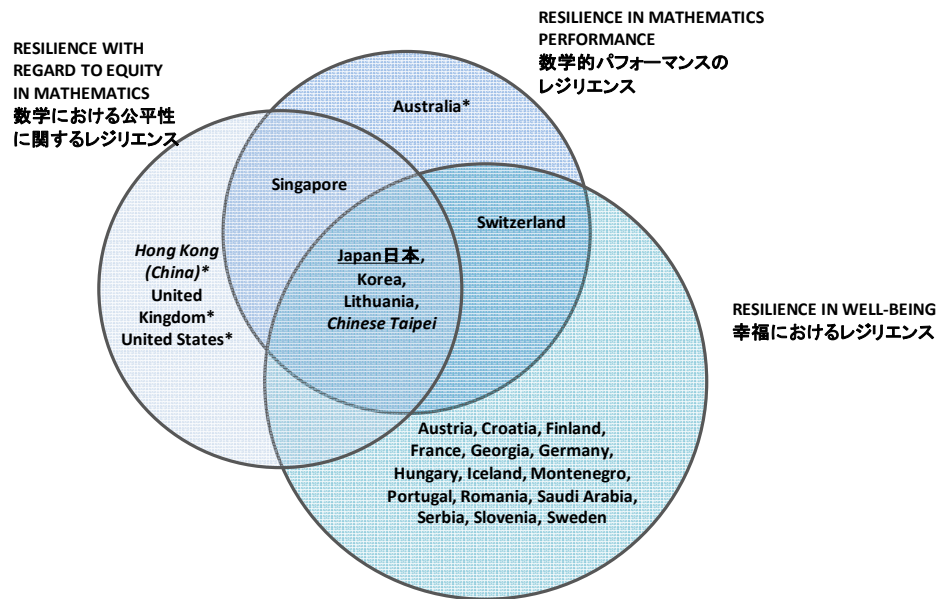 RESILIENCE WITH
REGARD TO EQUITY
IN MATHEMATICS
数学における公平性
に関するレジリエンス
RESILIENCE IN MATHEMATICS
PERFORMANCE
数学的パフォーマンスの
レジリエンス
Australia*
Singapore
Switzerland
Hong Kong
(China)*
United
Kingdom*
United States*
Japan日本,
Korea,
Lithuania,
Chinese Taipei
RESILIENCE IN WELL-BEING
幸福におけるレジリエンス
Austria, Croatia, Finland,
France, Georgia, Germany,
Hungary, Iceland, Montenegro,
Portugal, Romania, Saudi Arabia,
Serbia, Slovenia, Sweden